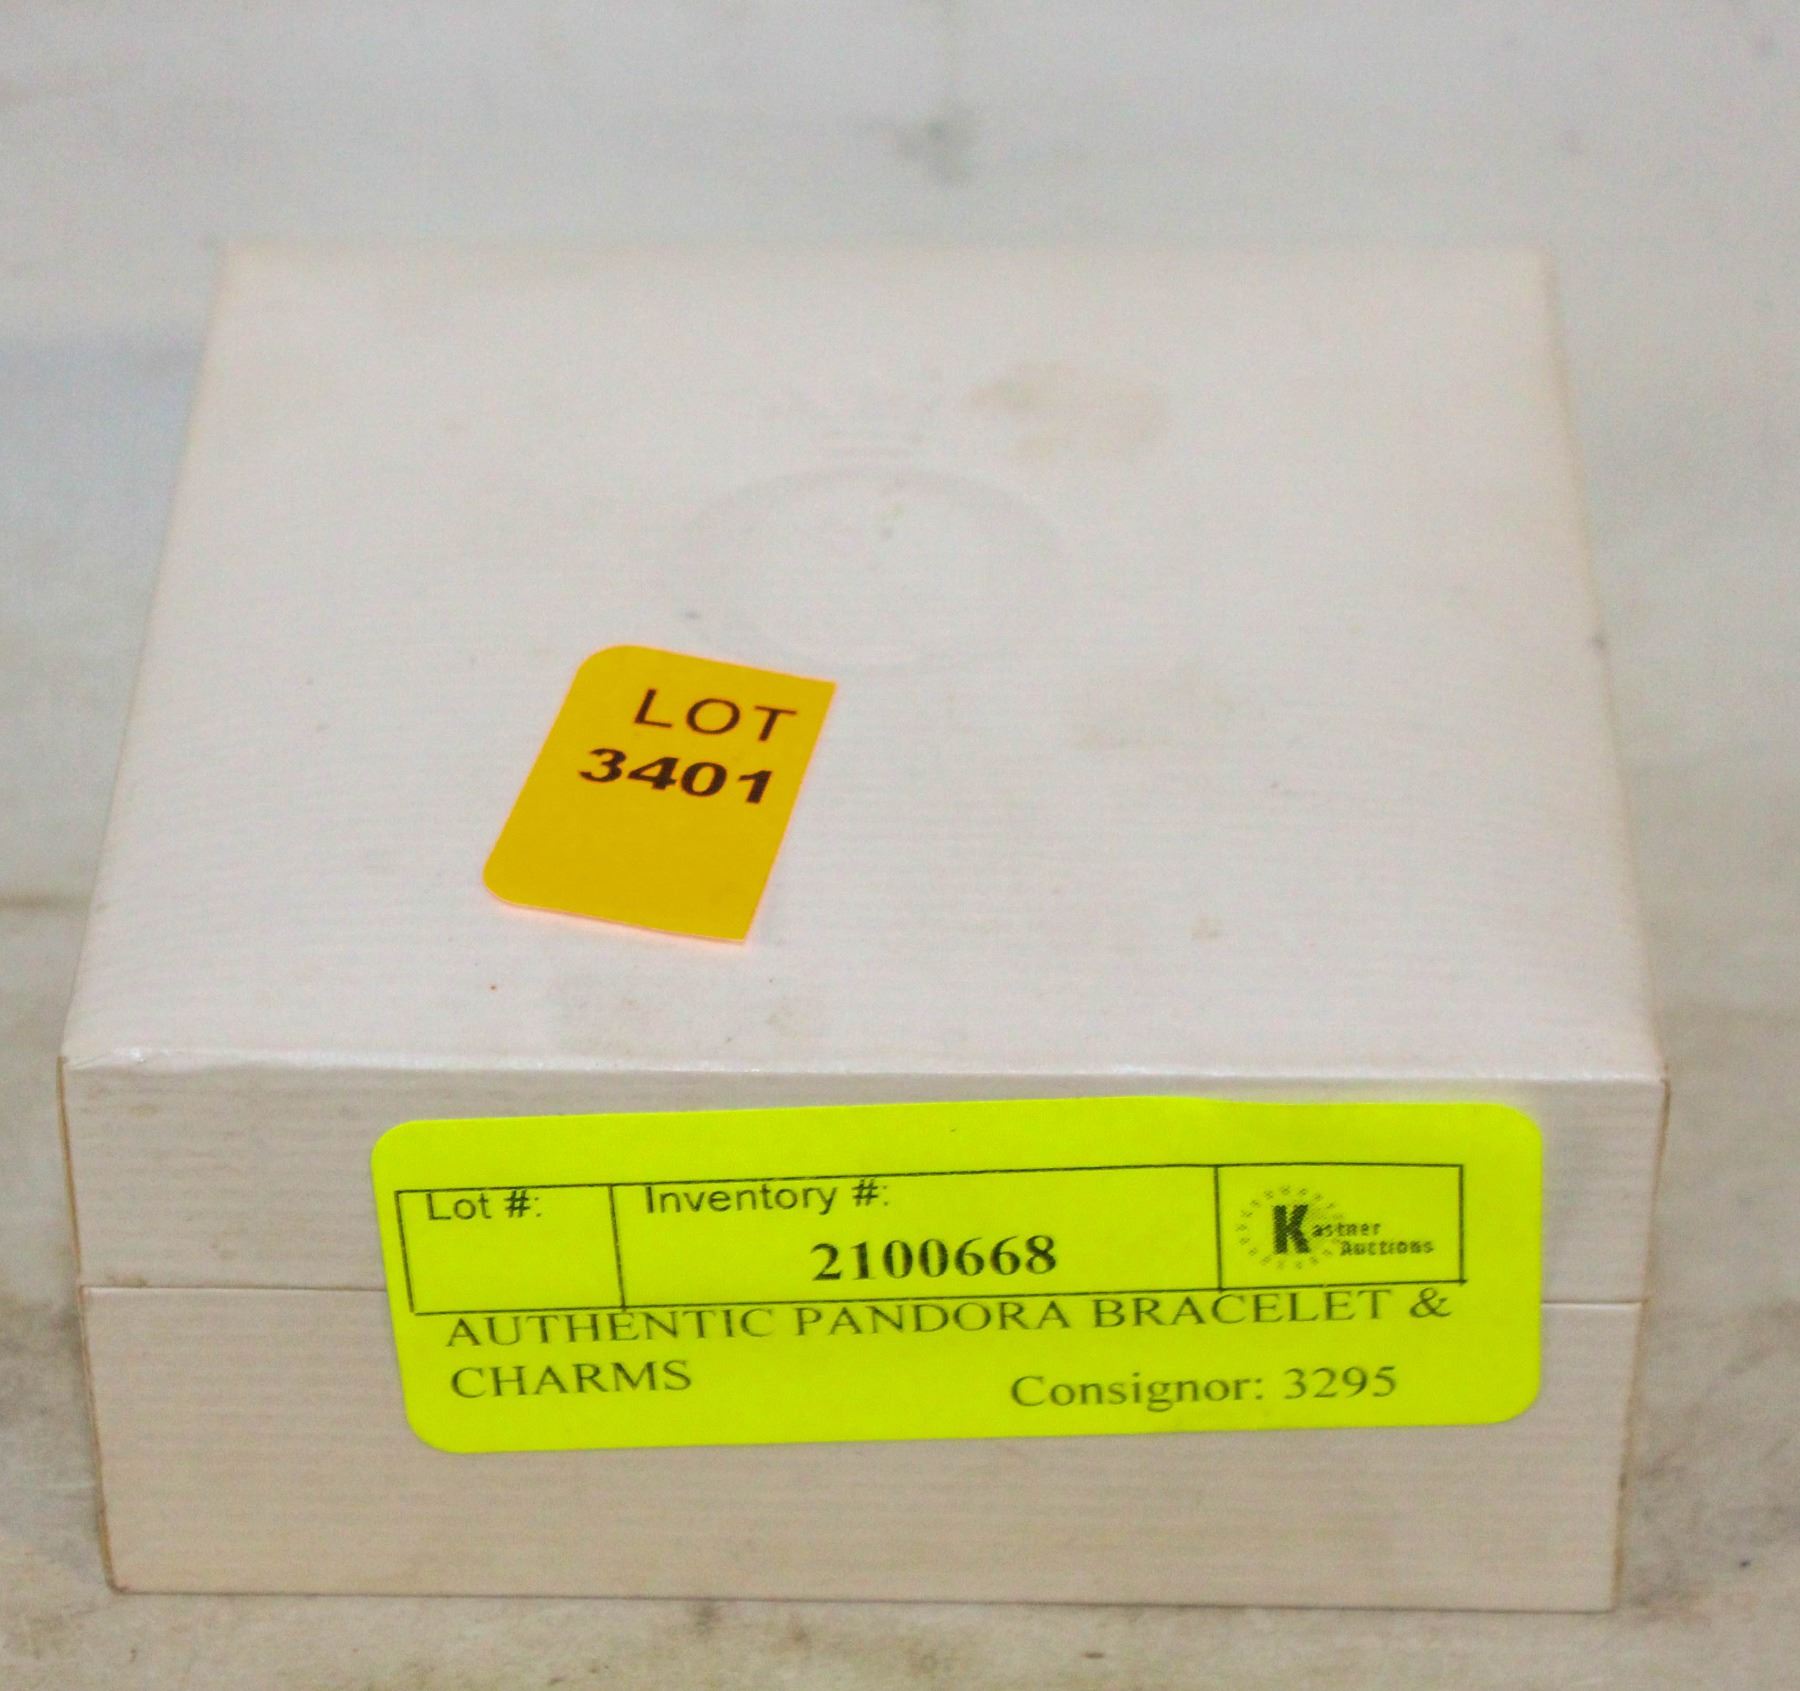 LOT
3401
Lot #:
Inventory #:
2100668
Kastner
Auctions
AUTHENTIC PANDORA BRACELET &
CHARMS
Consignor: 3295